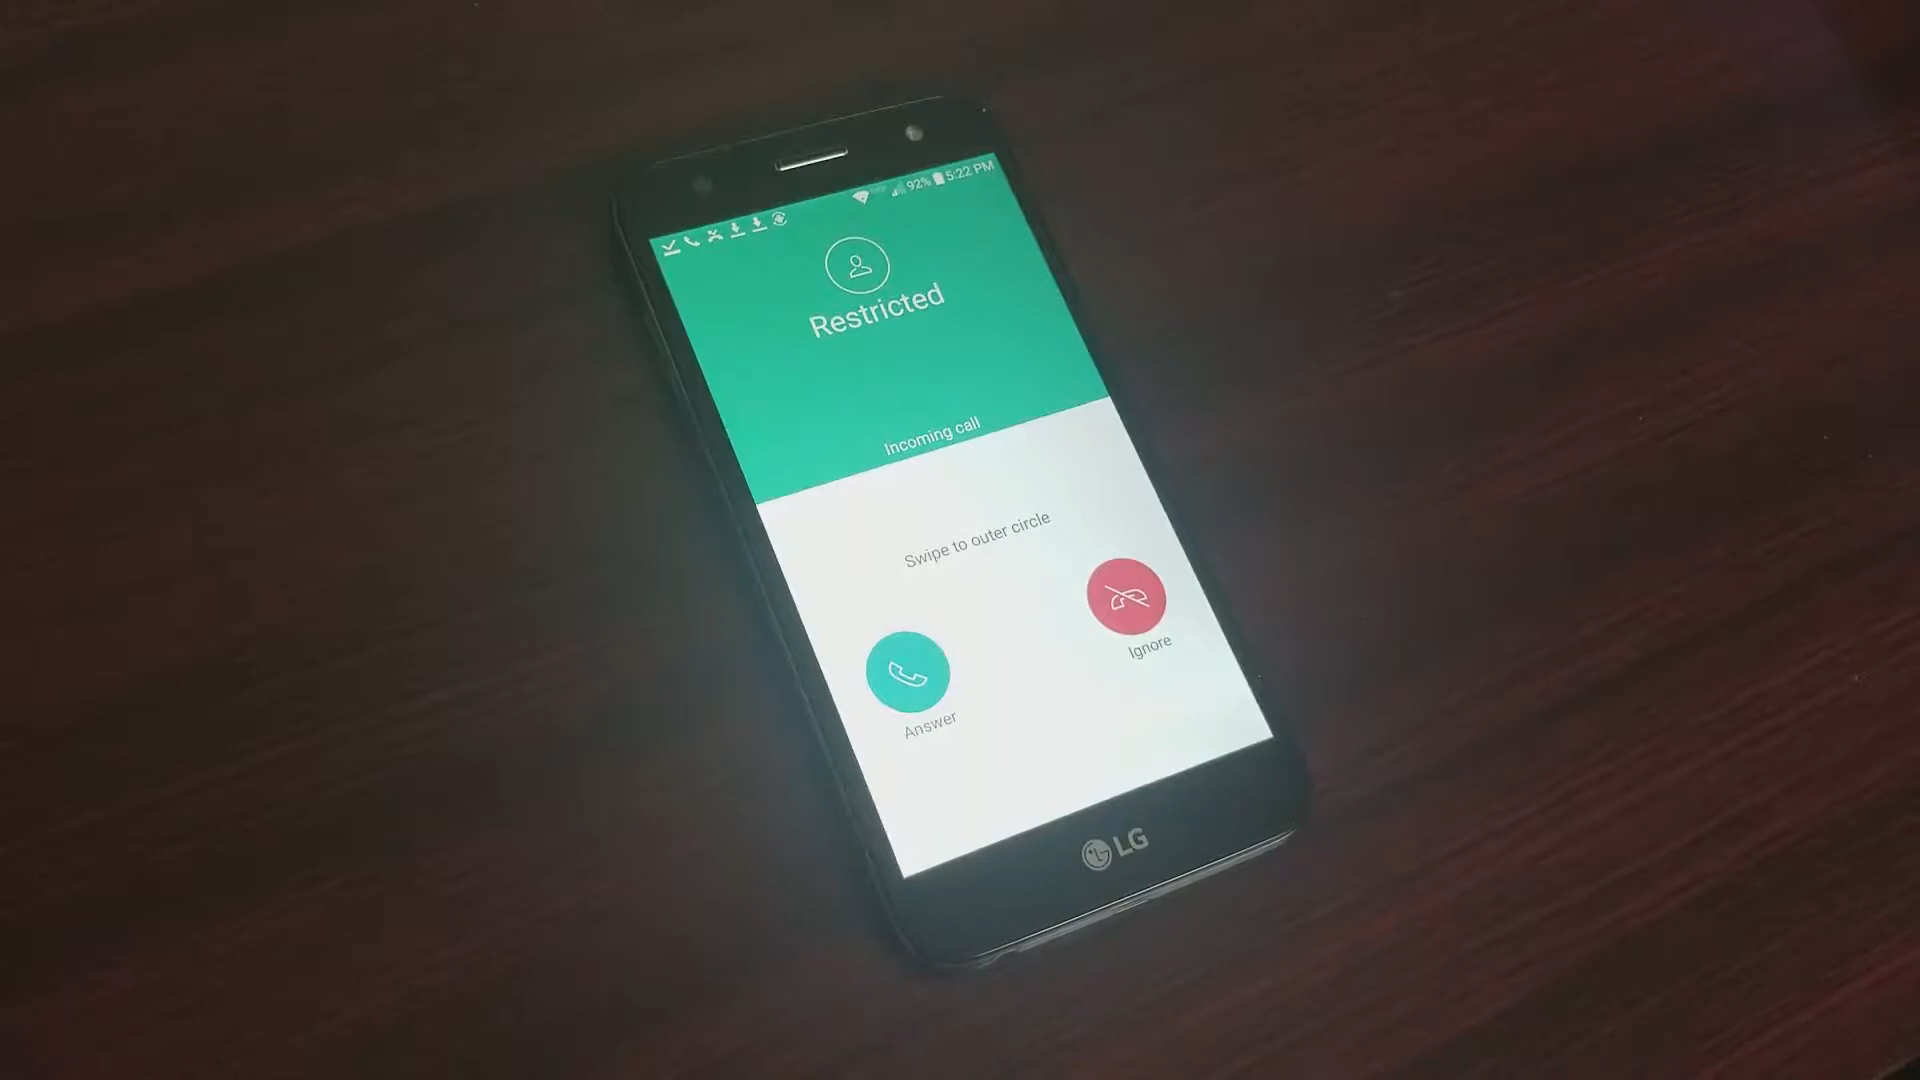 92% 5:22 PM
Restricted
Incoming call
Swipe to outer circle
Ignore
Answer
LG